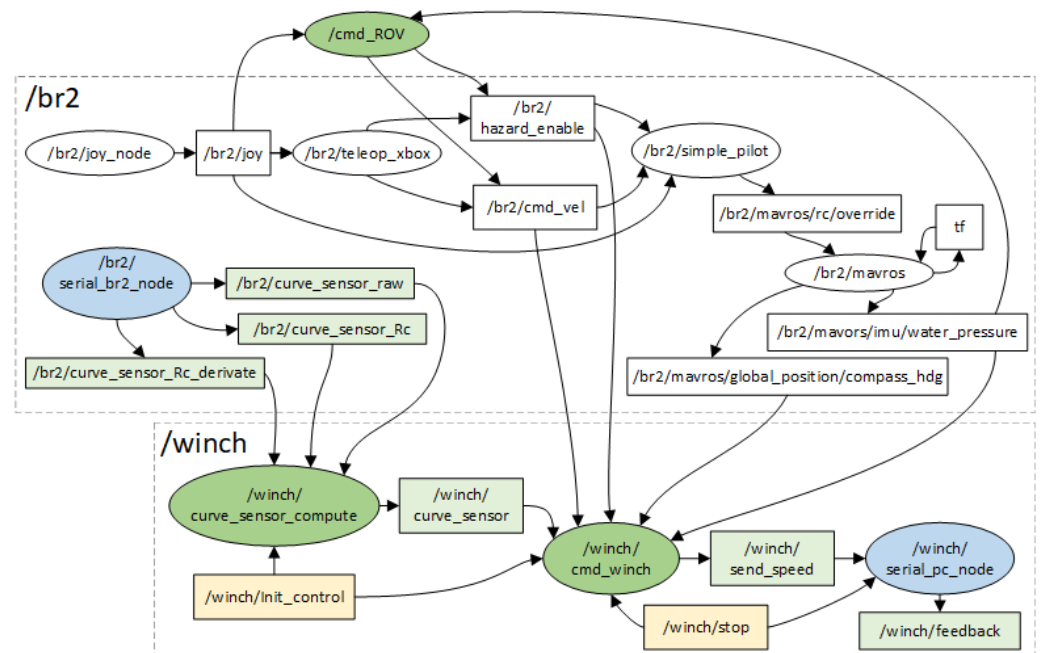 /cmd_ROV
/br2
/br2/joy_node
/br2/joy
/br2/teleop_xbox
/br2/
hazard_enable
/br2/simple_pilot
/br2/cmd_vel
/br2/mavros/rc/override
tf
/br2/mavros
/br2/
serial_br2_node
/br2/curve_sensor_raw
/br2/curve_sensor_Rc
/br2/curve_sensor_Rc_derivate
/br2/mavors/imu/water_pressure
/br2/mavros/global_position/compass_hdg
/winch
/winch/
curve_sensor_compute
/winch/
curve_sensor
/winch/
cmd_winch
/winch/
send_speed
/winch/
serial_pc_node
/winch/Init_control
/winch/stop
/winch/feedback